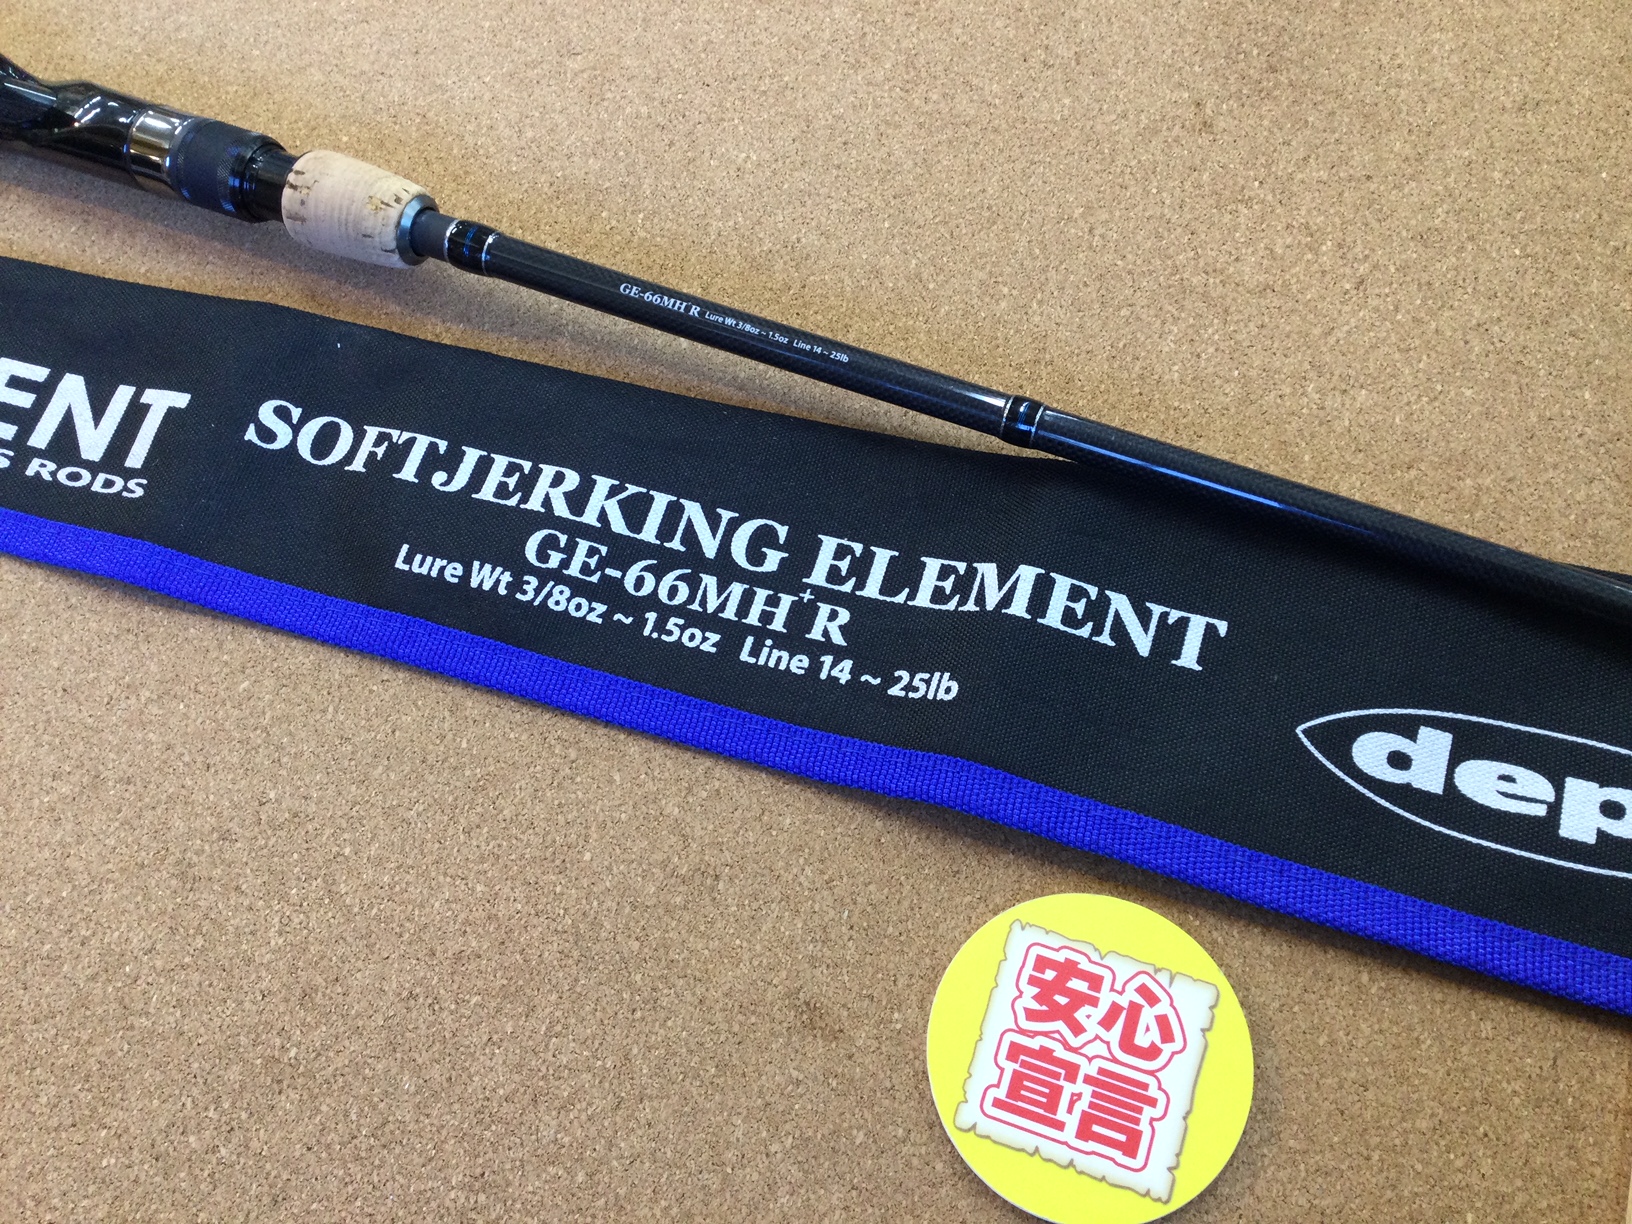 GE-66MH+R Lure Wt 3/8oz ~ 1.5oz Line 14 ~ 25lb
ENT
S RODS
SOFTJERKING ELEMENT
GE-66MH+R
Lure Wt 3/8oz ~ 1.5oz Line 14 ~ 25lb
dep
安心
宣言